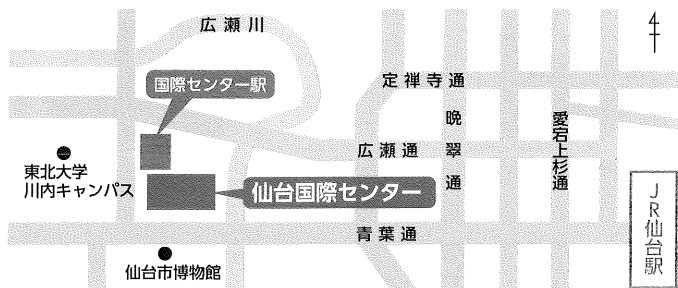 広瀬川
国際センター駅
定禅寺通
晩翠通
愛宕上杉通
広瀬通
東北大学
川内キャンパス
仙台国際センター
JR仙台駅
青葉通
仙台市博物館